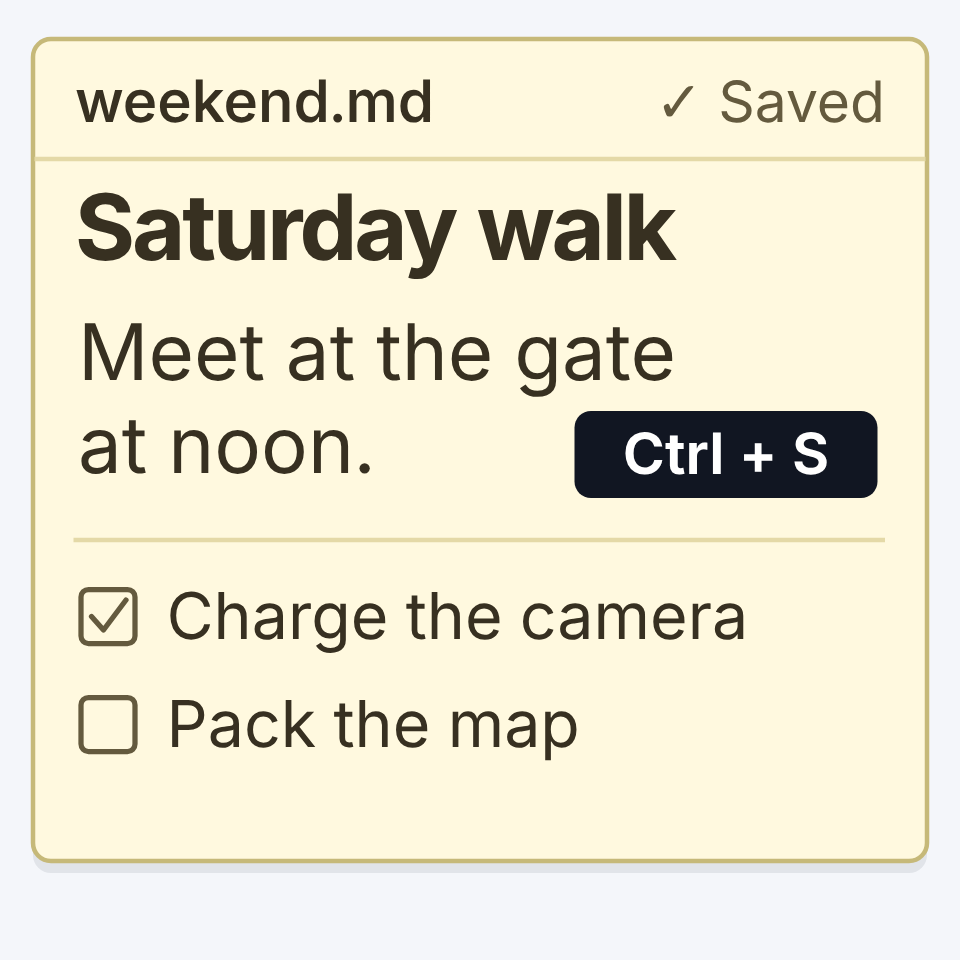 weekend.md
✓ Saved
Saturday walk
Meet at the gate
at noon.
Ctrl + S
Charge the camera
Pack the map